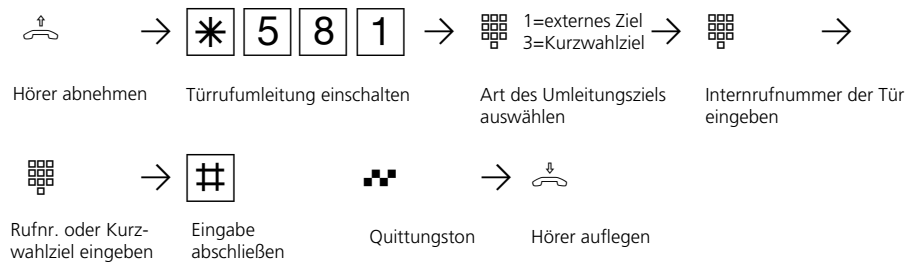 * 5 8 1 1=externes Ziel
3=Kurzwahlziel
Hörer abnehmen Türrufumleitung einschalten Art des Umleitungsziels Internrufnummer der Tür
auswählen eingeben
#
Rufnr. oder Kurz- Eingabe Quittungston Hörer auflegen
wahlziel eingeben abschließen